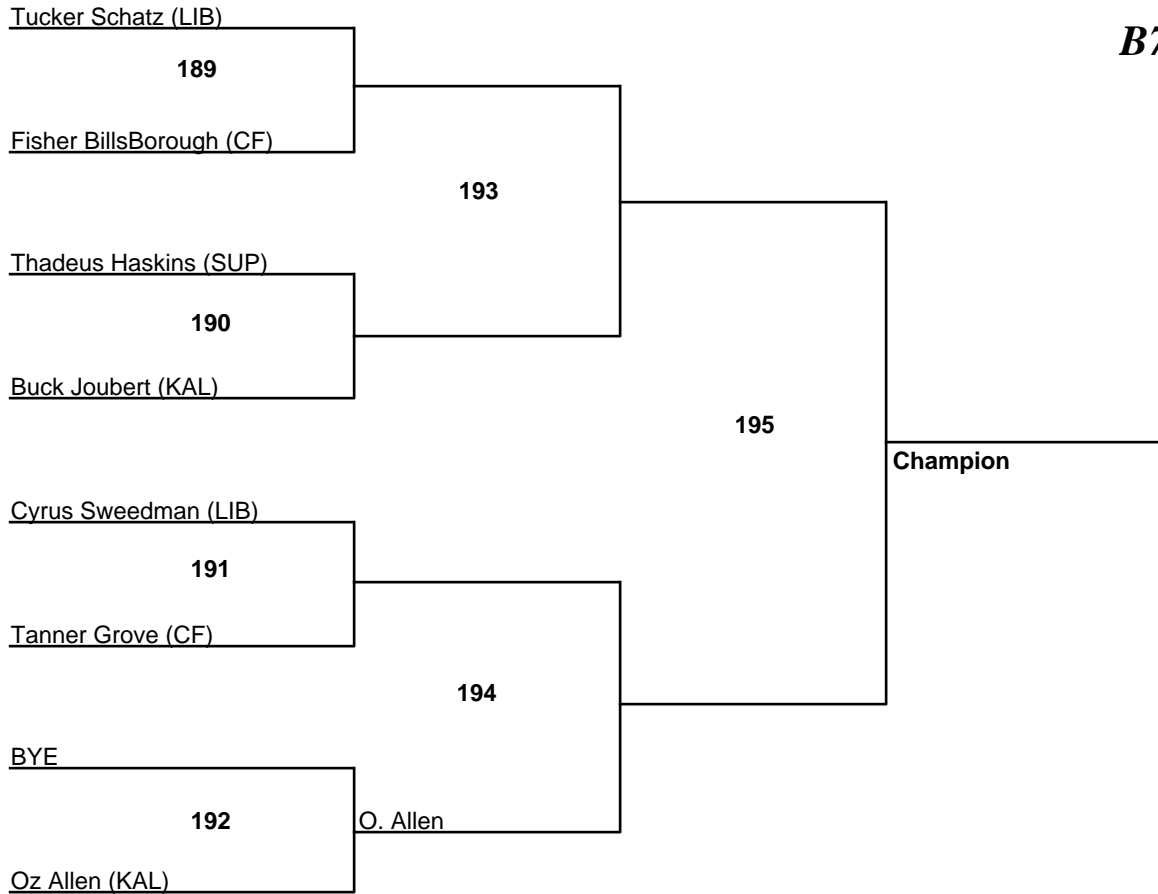 Tucker Schatz (LIB)
B7
189
Fisher BillsBorough (CF)
193
Thadeus Haskins (SUP)
190
Buck Joubert (KAL)
195
Champion
Cyrus Sweedman (LIB)
191
Tanner Grove (CF)
194
BYE
192
O. Allen
Oz Allen (KAL)